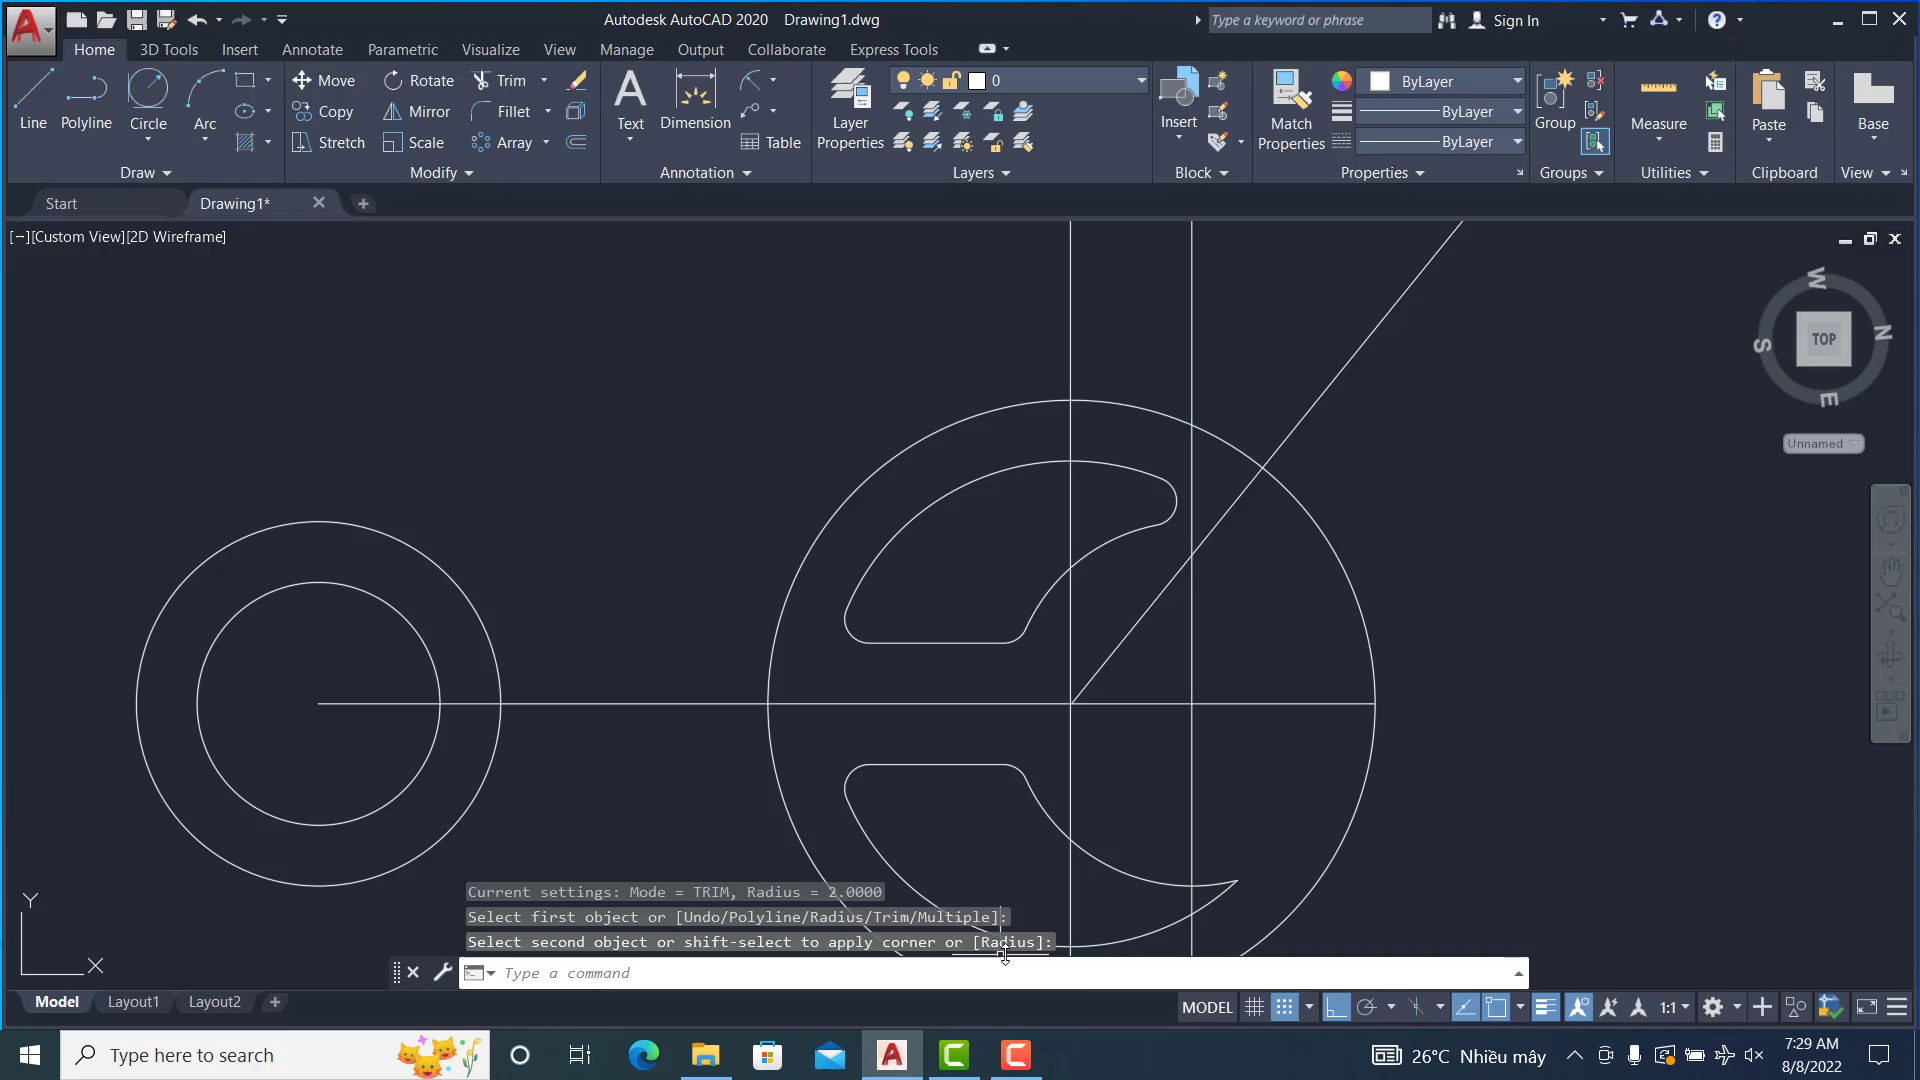 Autodesk AutoCAD 2020 Drawing1.dwg
Type a keyword or phrase
Sign In
Home 3D Tools Insert Annotate Parametric Visualize View Manage Output Collaborate Express Tools
Line Polyline Circle Arc
Move Rotate Trim
Copy Mirror Fillet
Stretch Scale Array
Text Dimension Table
Layer Properties
0
Insert
Match Properties
ByLayer
ByLayer
ByLayer
Group
Measure
Paste
Base
Draw Modify Annotation Layers Block Properties Groups Utilities Clipboard View
Start Drawing1*
[−][Custom View][2D Wireframe]
W
N
TOP
S
E
Unnamed
Y
X
Current settings: Mode = TRIM, Radius = 2.0000
Select first object or [Undo/Polyline/Radius/Trim/Multiple]:
Select second object or shift-select to apply corner or [Radius]:
Type a command
Model Layout1 Layout2
MODEL 1:1
Type here to search
26°C Nhiều mây
7:29 AM
8/8/2022